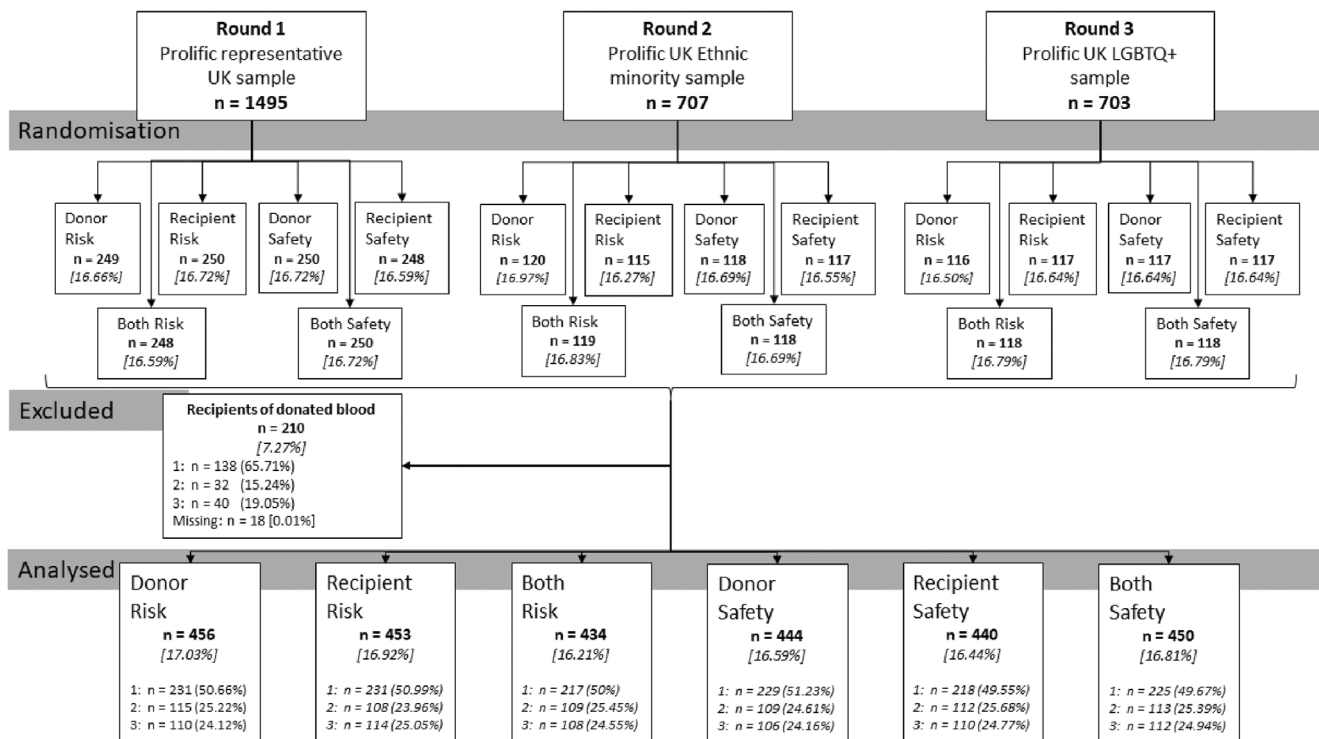 Round 1
Prolific representative
UK sample
n = 1495
Round 2
Prolific UK Ethnic
minority sample
n = 707
Round 3
Prolific UK LGBTQ+
sample
n = 703
Randomisation
Donor
Risk
n = 249
[16.66%]
Recipient
Risk
n = 250
[16.72%]
Donor
Safety
n = 250
[16.72%]
Recipient
Safety
n = 248
[16.59%]
Both Risk
n = 248
[16.59%]
Both Safety
n = 250
[16.72%]
Donor
Risk
n = 120
[16.97%]
Recipient
Risk
n = 115
[16.27%]
Donor
Safety
n = 118
[16.69%]
Recipient
Safety
n = 117
[16.55%]
Both Risk
n = 119
[16.83%]
Both Safety
n = 118
[16.69%]
Donor
Risk
n = 116
[16.50%]
Recipient
Risk
n = 117
[16.64%]
Donor
Safety
n = 117
[16.64%]
Recipient
Safety
n = 117
[16.64%]
Both Risk
n = 118
[16.79%]
Both Safety
n = 118
[16.79%]
Excluded
Recipients of donated blood
n = 210
[7.27%]
1: n = 138 (65.71%)
2: n = 32 (15.24%)
3: n = 40 (19.05%)
Missing: n = 18 [0.01%]
Analysed
Donor
Risk
n = 456
[17.03%]
1: n = 231 (50.66%)
2: n = 115 (25.22%)
3: n = 110 (24.12%)
Recipient
Risk
n = 453
[16.92%]
1: n = 231 (50.99%)
2: n = 108 (23.96%)
3: n = 114 (25.05%)
Both
Risk
n = 434
[16.21%]
1: n = 217 (50%)
2: n = 109 (25.45%)
3: n = 108 (24.55%)
Donor
Safety
n = 444
[16.59%]
1: n = 229 (51.23%)
2: n = 109 (24.61%)
3: n = 106 (24.16%)
Recipient
Safety
n = 440
[16.44%]
1: n = 218 (49.55%)
2: n = 112 (25.68%)
3: n = 110 (24.77%)
Both
Safety
n = 450
[16.81%]
1: n = 225 (49.67%)
2: n = 113 (25.39%)
3: n = 112 (24.94%)